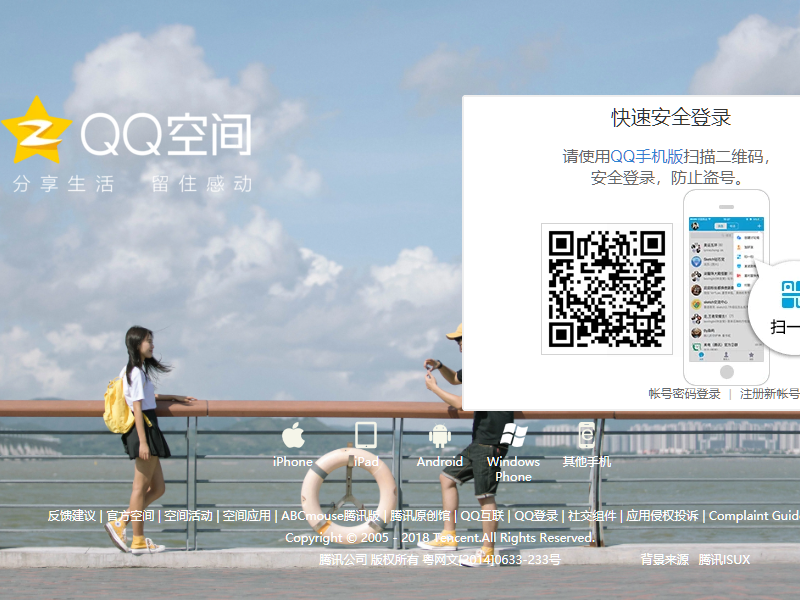 QQ空间
分享生活 留住感动
快速安全登录
请使用QQ手机版扫描二维码，
安全登录，防止盗号。
扫一
帐号密码登录 | 注册新帐号
iPhone
iPad
Android
Windows
Phone
其他手机
反馈建议 | 官方空间 | 空间活动 | 空间应用 | ABCmouse腾讯版 | 腾讯原创馆 | QQ互联 | QQ登录 | 社交组件 | 应用侵权投诉 | Complaint Guide
Copyright © 2005 - 2018 Tencent.All Rights Reserved.
腾讯公司 版权所有 粤网文[2014]0633-233号
背景来源 腾讯ISUX